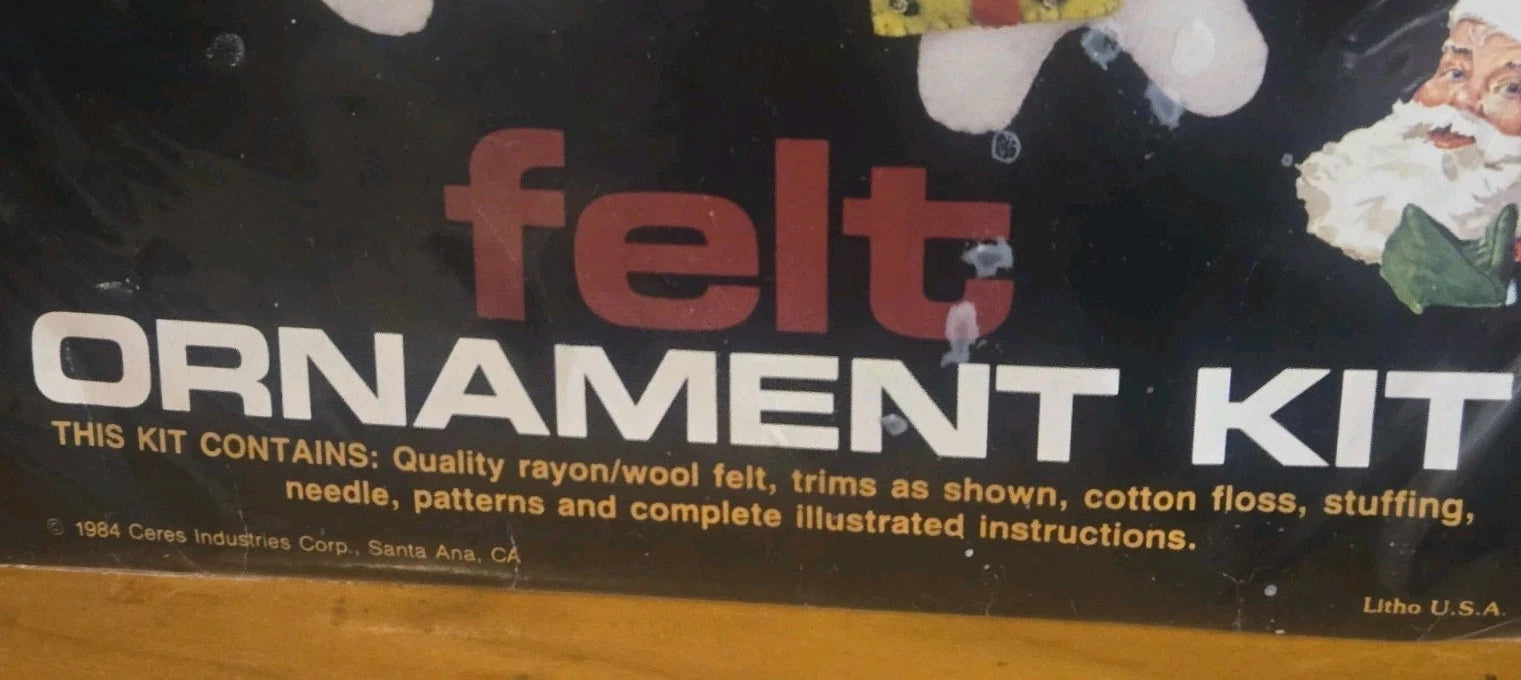 felt
ORNAMENT KIT
THIS KIT CONTAINS: Quality rayon/wool felt, trims as shown, cotton floss, stuffing,
needle, patterns and complete illustrated instructions.
© 1984 Ceres Industries Corp., Santa Ana, CA
Litho U.S.A.